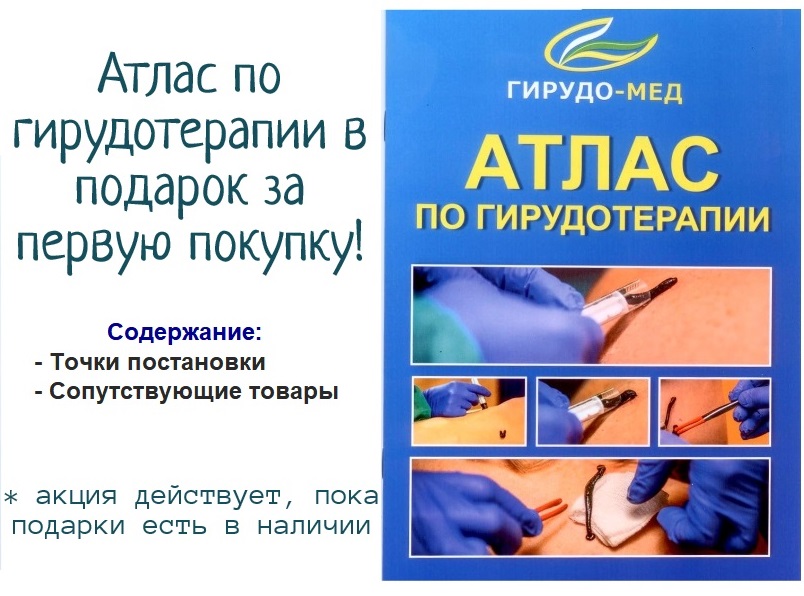 Атлас по
гирудотерапии в
подарок за
первую покупку!
Содержание:
- Точки постановки
- Сопутствующие товары
* акция действует, пока
подарки есть в наличии
ГИРУДО-МЕД
АТЛАС
ПО ГИРУДОТЕРАПИИ